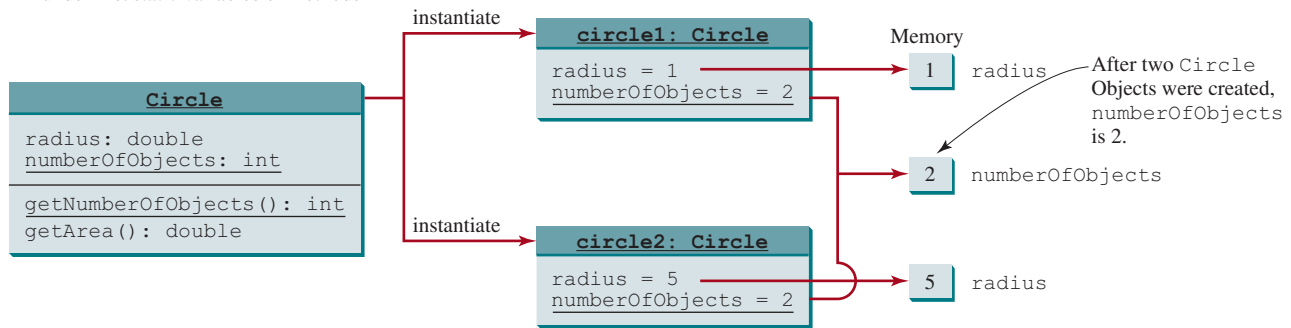 instantiate
circle1: Circle
radius = 1
numberOfObjects = 2
Memory
1 radius
After two Circle
Objects were created,
numberOfObjects
is 2.
Circle
radius: double
numberOfObjects: int
getNumberOfObjects(): int
getArea(): double
2 numberOfObjects
instantiate
circle2: Circle
radius = 5
numberOfObjects = 2
5 radius